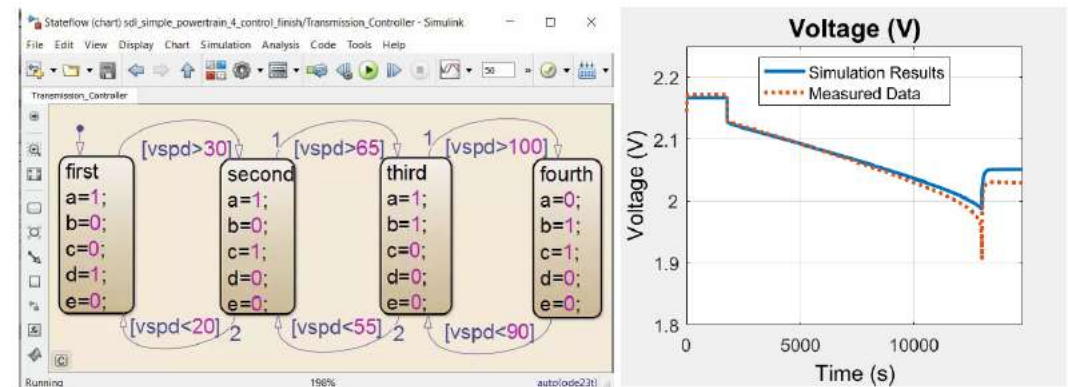 Stateflow (chart) sdl_simple_powertrain_4_control_finish/Transmission_Controller - Simulink
File Edit View Display Chart Simulation Analysis Code Tools Help
50
»
Transmission_Controller
[vspd>30]
1
[vspd>65]
1
[vspd>100]
first
a=1;
b=0;
c=0;
d=1;
e=0;
second
a=1;
b=0;
c=1;
d=0;
e=0;
third
a=1;
b=1;
c=0;
d=0;
e=0;
fourth
a=0;
b=1;
c=1;
d=0;
e=0;
[vspd<20]
2
[vspd<55]
2
[vspd<90]
Running
198%
auto(ode23t)
Voltage (V)
Simulation Results
Measured Data
Voltage (V)
2.2
2.1
2
1.9
1.8
0
5000
10000
Time (s)